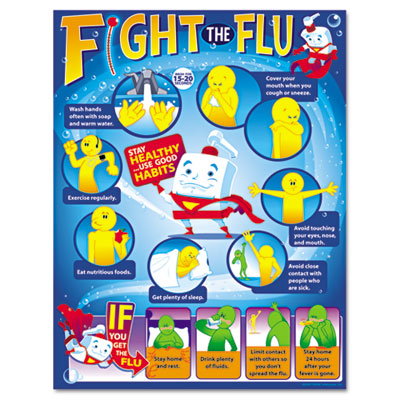 FIGHT THE FLU
WASH FOR
15-20
SECONDS
Wash hands
often with soap
and warm water.
Cover your
mouth when you
cough or sneeze.
STAY
HEALTHY
...USE GOOD
HABITS
Exercise regularly.
Avoid touching
your eyes, nose,
and mouth.
Eat nutritious foods.
Avoid close
contact with
people who
are sick.
Get plenty of sleep.
IF
YOU
GET THE
FLU
Stay home
and rest.
Drink plenty
of fluids.
Limit contact
with others so
you don't
spread the flu.
Stay home
24 hours
after your
fever is gone.